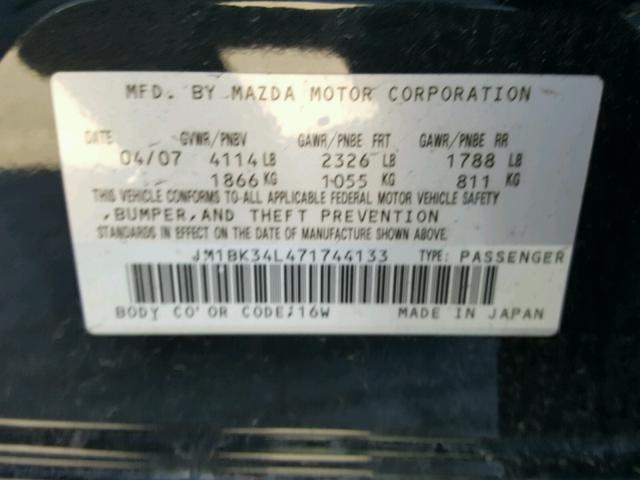 MFD. BY MAZDA MOTOR CORPORATION
DATE GVWR/PNBV GAWR/PNBE FRT GAWR/PNBE RR
04/07 4114 LB 2326 LB 1788 LB
1866 KG 1055 KG 811 KG
THIS VEHICLE CONFORMS TO ALL APPLICABLE FEDERAL MOTOR VEHICLE SAFETY
,BUMPER,AND THEFT PREVENTION
STANDARDS IN EFFECT ON THE DATE OF MANUFACTURE SHOWN ABOVE.
JM1BK34L471744133 TYPE: PASSENGER
BODY CO OR CODE:16W MADE IN JAPAN